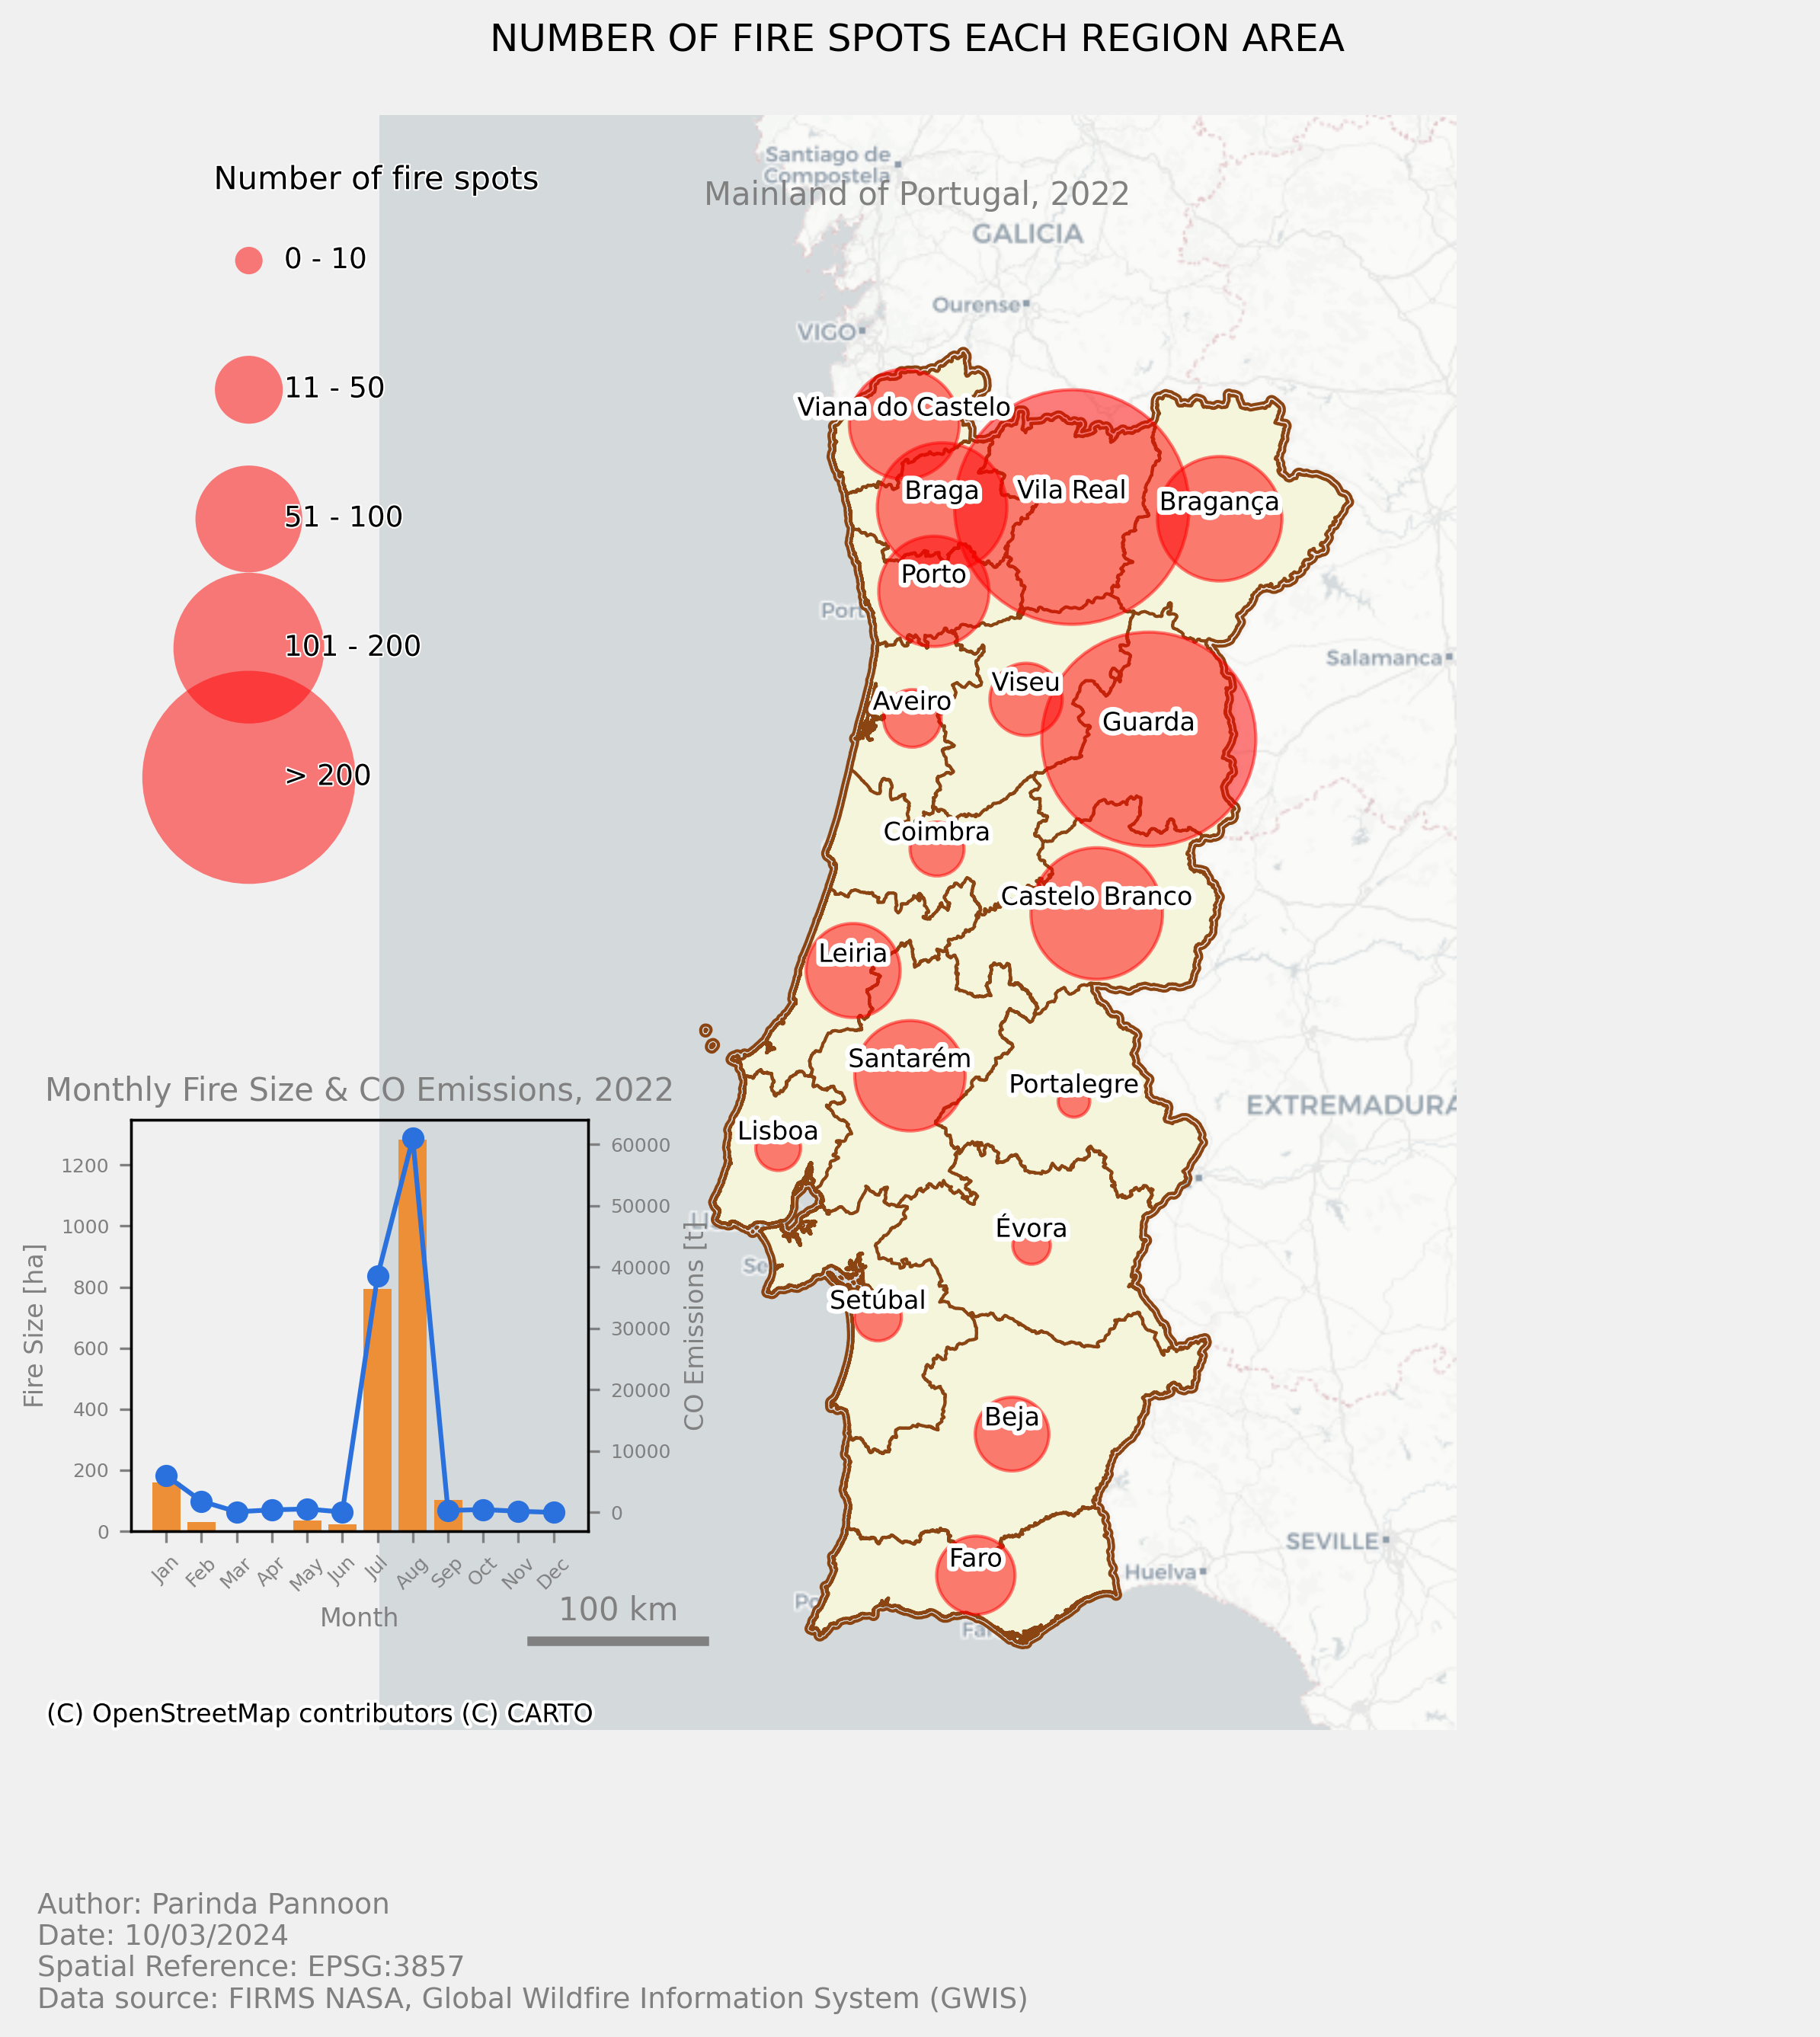 NUMBER OF FIRE SPOTS EACH REGION AREA
Number of fire spots
0 - 10
11 - 50
51 - 100
101 - 200
> 200
Mainland of Portugal, 2022
Santiago de
Compostela
GALICIA
Ourense
VIGO
Viana do Castelo
Braga
Vila Real
Bragança
Porto
Port
Salamanca
Viseu
Aveiro
Guarda
Coimbra
Castelo Branco
Leiria
Santarém
Portalegre
EXTREMADURA
Lisboa
Évora
Se
Setúbal
Beja
SEVILLE
Faro
Huelva
Po
Far
Monthly Fire Size & CO Emissions, 2022
Fire Size [ha]
1200
1000
800
600
400
200
0
60000
50000
40000
30000
20000
10000
0
CO Emissions [t]
Jan
Feb
Mar
Apr
May
Jun
Jul
Aug
Sep
Oct
Nov
Dec
Month
100 km
(C) OpenStreetMap contributors (C) CARTO
Author: Parinda Pannoon
Date: 10/03/2024
Spatial Reference: EPSG:3857
Data source: FIRMS NASA, Global Wildfire Information System (GWIS)